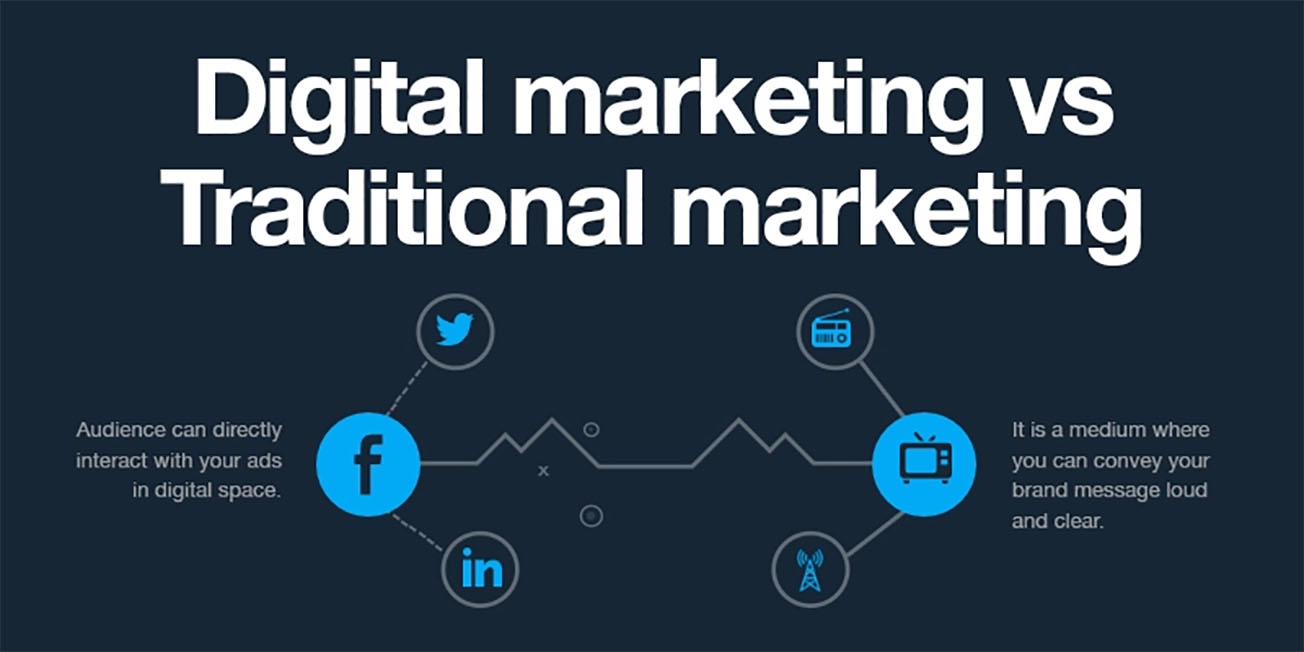 Digital marketing vs
Traditional marketing
Audience can directly
interact with your ads
in digital space.
f
x
in
It is a medium where
you can convey your
brand message loud
and clear.